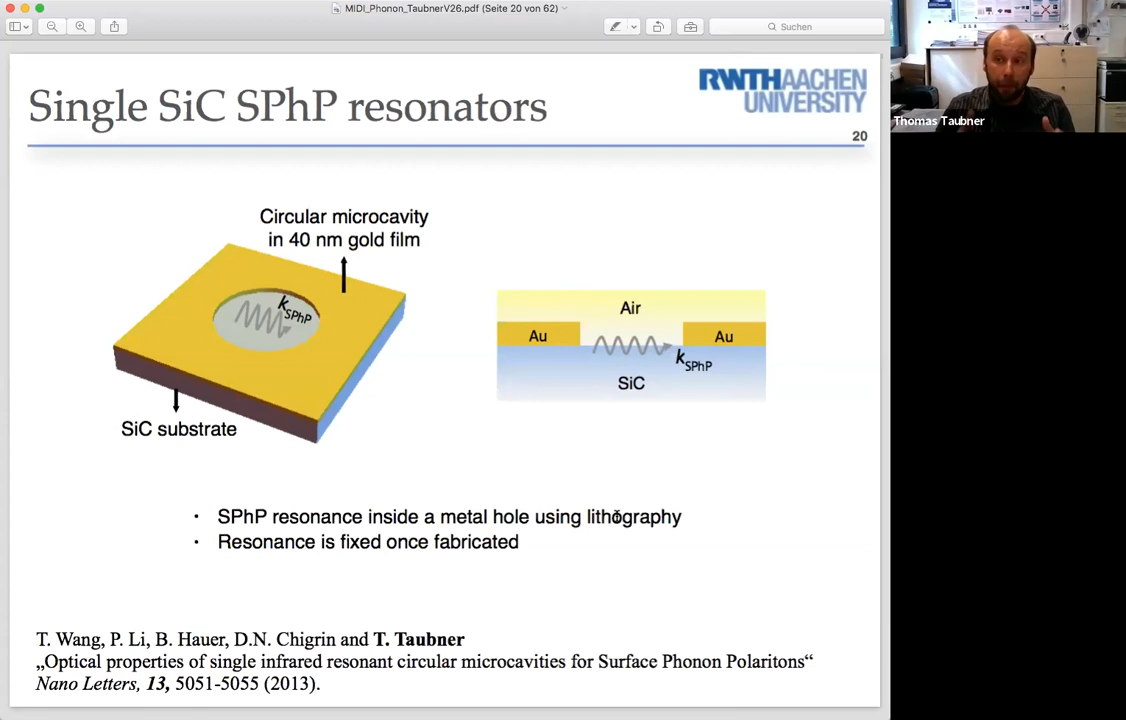 MIDI_Phonon_TaubnerV26.pdf (Seite 20 von 62)
Suchen
Single SiC SPhP resonators
RWTHAACHEN
UNIVERSITY
20
Circular microcavity
in 40 nm gold film
kSPhP
SiC substrate
Air
Au
Au
kSPhP
SiC
· SPhP resonance inside a metal hole using lithography
· Resonance is fixed once fabricated
T. Wang, P. Li, B. Hauer, D.N. Chigrin and T. Taubner
„Optical properties of single infrared resonant circular microcavities for Surface Phonon Polaritons“
Nano Letters, 13, 5051-5055 (2013).
Thomas Taubner